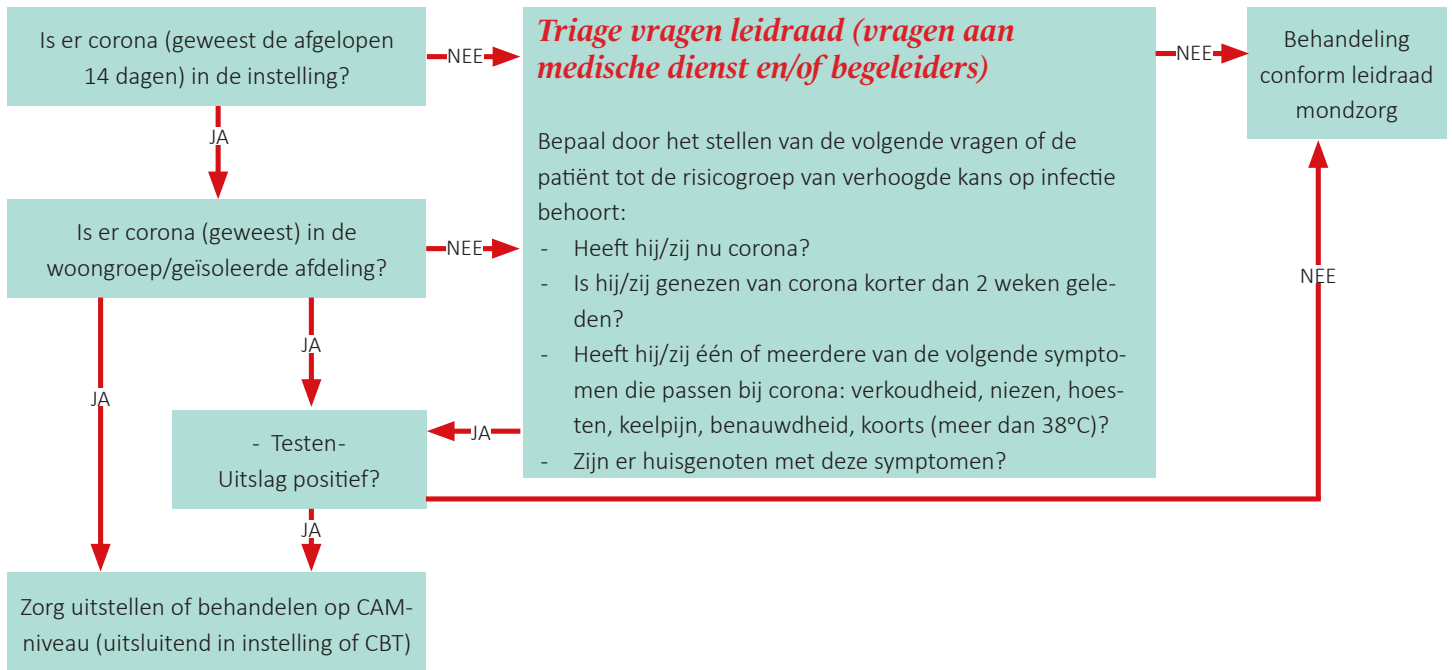 Is er corona (geweest de afgelopen
14 dagen) in de instelling?
NEE
Triage vragen leidraad (vragen aan
medische dienst en/of begeleiders)
Bepaal door het stellen van de volgende vragen of de
patiënt tot de risicogroep van verhoogde kans op infectie
behoort:
- Heeft hij/zij nu corona?
- Is hij/zij genezen van corona korter dan 2 weken gele-
den?
- Heeft hij/zij één of meerdere van de volgende sympto-
men die passen bij corona: verkoudheid, niezen, hoes-
ten, keelpijn, benauwdheid, koorts (meer dan 38ºC)?
- Zijn er huisgenoten met deze symptomen?
NEE
Behandeling
conform leidraad
mondzorg
JA
Is er corona (geweest) in de
woongroep/geïsoleerde afdeling?
NEE
NEE
JA
JA
JA
- Testen-
Uitslag positief?
JA
Zorg uitstellen of behandelen op CAM-
niveau (uitsluitend in instelling of CBT)